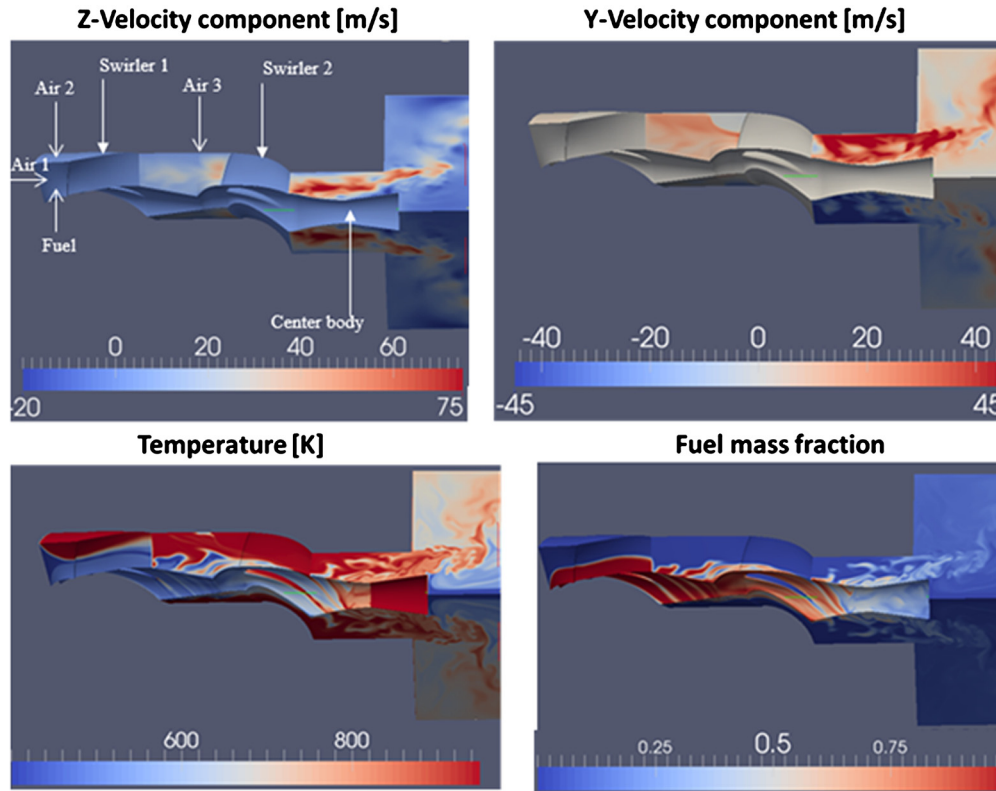 Z-Velocity component [m/s]
Y-Velocity component [m/s]
Swirler 1
Air 3
Swirler 2
Air 2
Air 1
Fuel
Center body
0 20 40 60
-20 75
-40 -20 0 20 40
-45 45
Temperature [K]
Fuel mass fraction
600 800
0.25 0.5 0.75